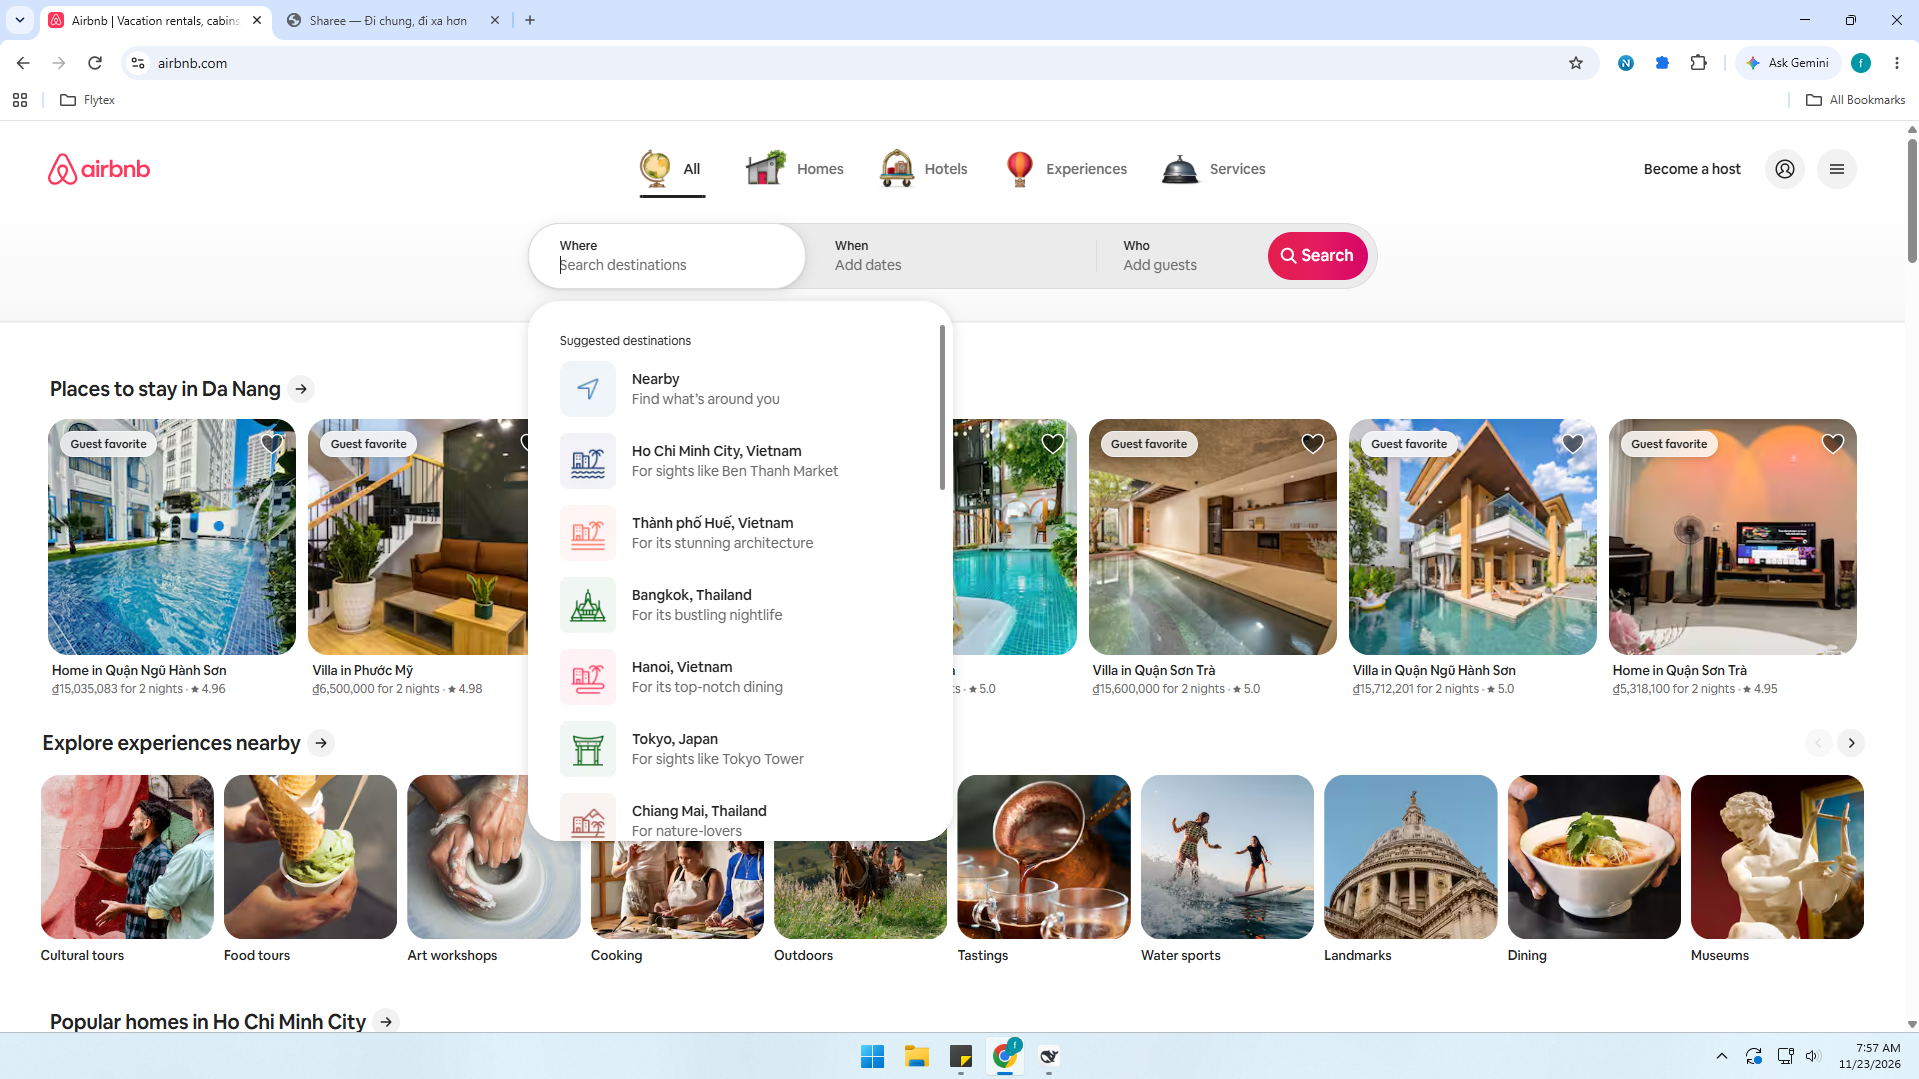 Airbnb | Vacation rentals, cabins
Sharee — Đi chung, đi xa hơn
airbnb.com
Ask Gemini
f
Flytex
All Bookmarks
airbnb
All
Homes
Hotels
Experiences
Services
Become a host
Where
Search destinations
When
Add dates
Who
Add guests
Search
Suggested destinations
Nearby
Find what's around you
Ho Chi Minh City, Vietnam
For sights like Ben Thanh Market
Thành phố Huế, Vietnam
For its stunning architecture
Bangkok, Thailand
For its bustling nightlife
Hanoi, Vietnam
For its top-notch dining
Tokyo, Japan
For sights like Tokyo Tower
Chiang Mai, Thailand
For nature-lovers
Places to stay in Da Nang
Guest favorite
Guest favorite
Guest favorite
Guest favorite
Guest favorite
Home in Quận Ngũ Hành Sơn
₫15,035,083 for 2 nights · ★ 4.96
Villa in Phước Mỹ
₫6,500,000 for 2 nights · ★ 4.98
★ 5.0
Villa in Quận Sơn Trà
₫15,600,000 for 2 nights · ★ 5.0
Villa in Quận Ngũ Hành Sơn
₫15,712,201 for 2 nights · ★ 5.0
Home in Quận Sơn Trà
₫5,318,100 for 2 nights · ★ 4.95
Explore experiences nearby
Cultural tours
Food tours
Art workshops
Cooking
Outdoors
Tastings
Water sports
Landmarks
Dining
Museums
Popular homes in Ho Chi Minh City
7:57 AM
11/23/2026